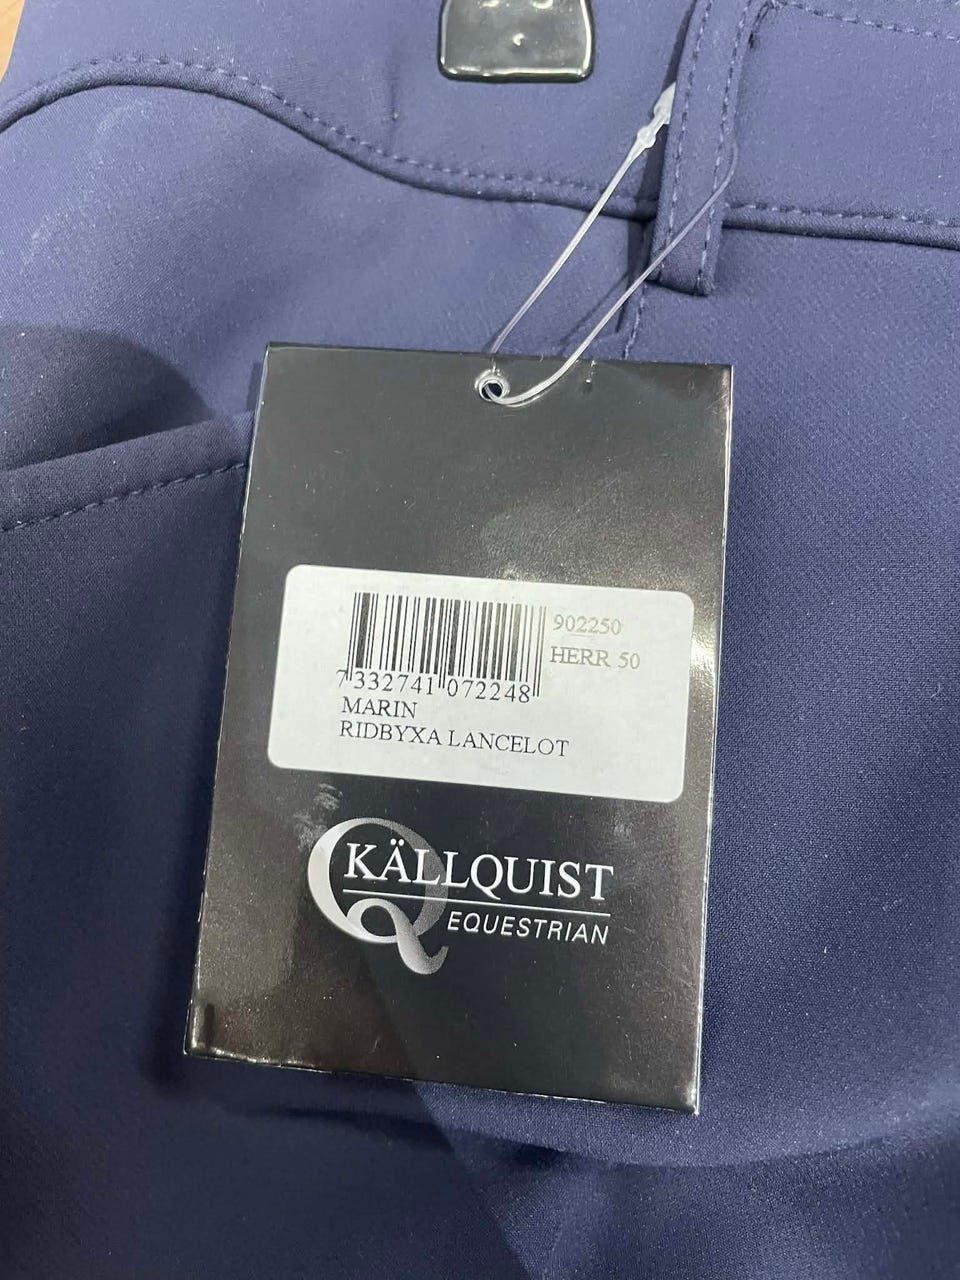 902250
HERR 50
7 332741 072248
MARIN
RIDBYXA LANCELOT
KÄLLQUIST
EQUESTRIAN